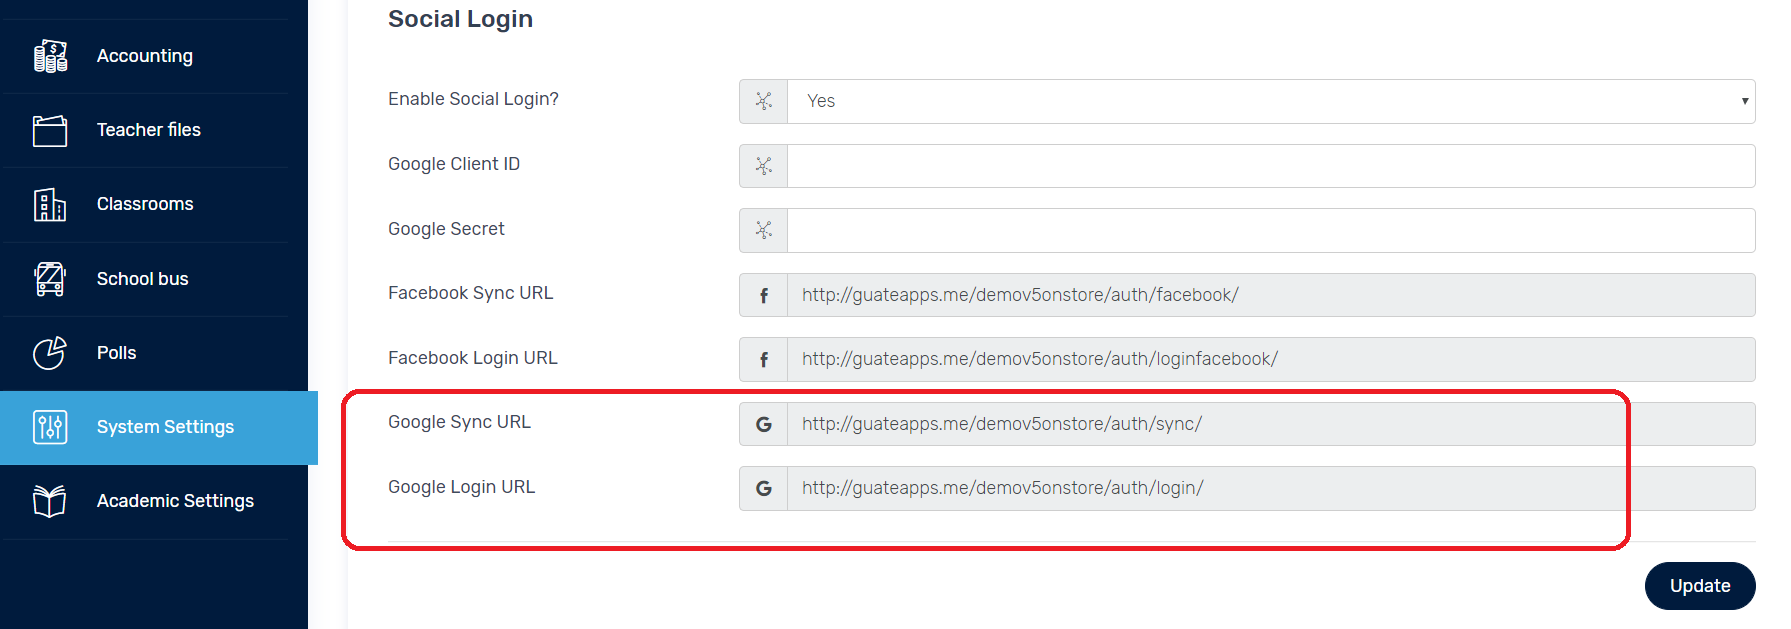 Social Login
Accounting
Teacher files
Classrooms
School bus
Polls
System Settings
Academic Settings
Enable Social Login?
Yes
Google Client ID
Google Secret
Facebook Sync URL
http://guateapps.me/demov5onstore/auth/facebook/
Facebook Login URL
http://guateapps.me/demov5onstore/auth/loginfacebook/
Google Sync URL
http://guateapps.me/demov5onstore/auth/sync/
Google Login URL
http://guateapps.me/demov5onstore/auth/login/
Update